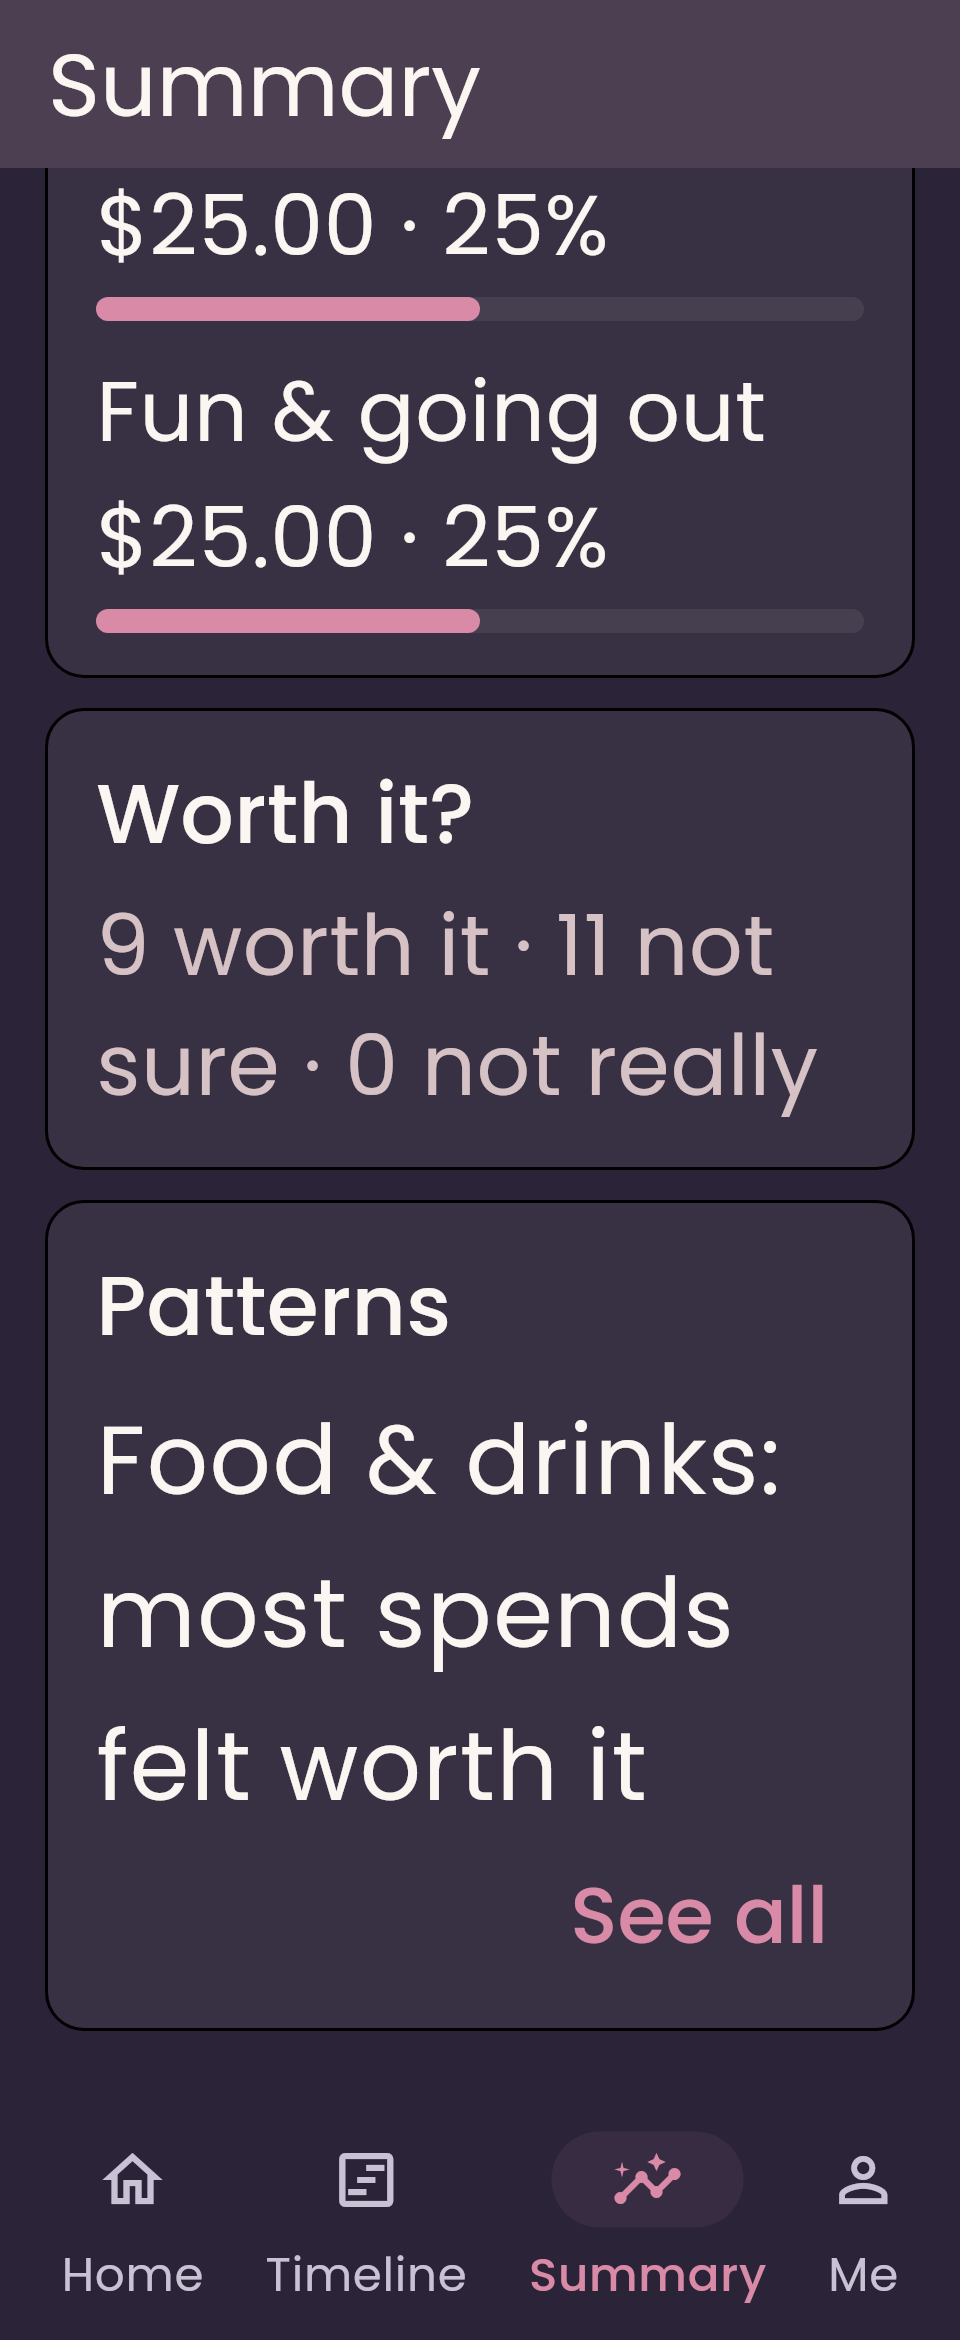 Summary
$25.00 · 25%
Fun & going out
$25.00 · 25%
Worth it?
9 worth it · 11 not
sure · 0 not really
Patterns
Food & drinks:
most spends
felt worth it
See all
Home
Timeline
Summary
Me